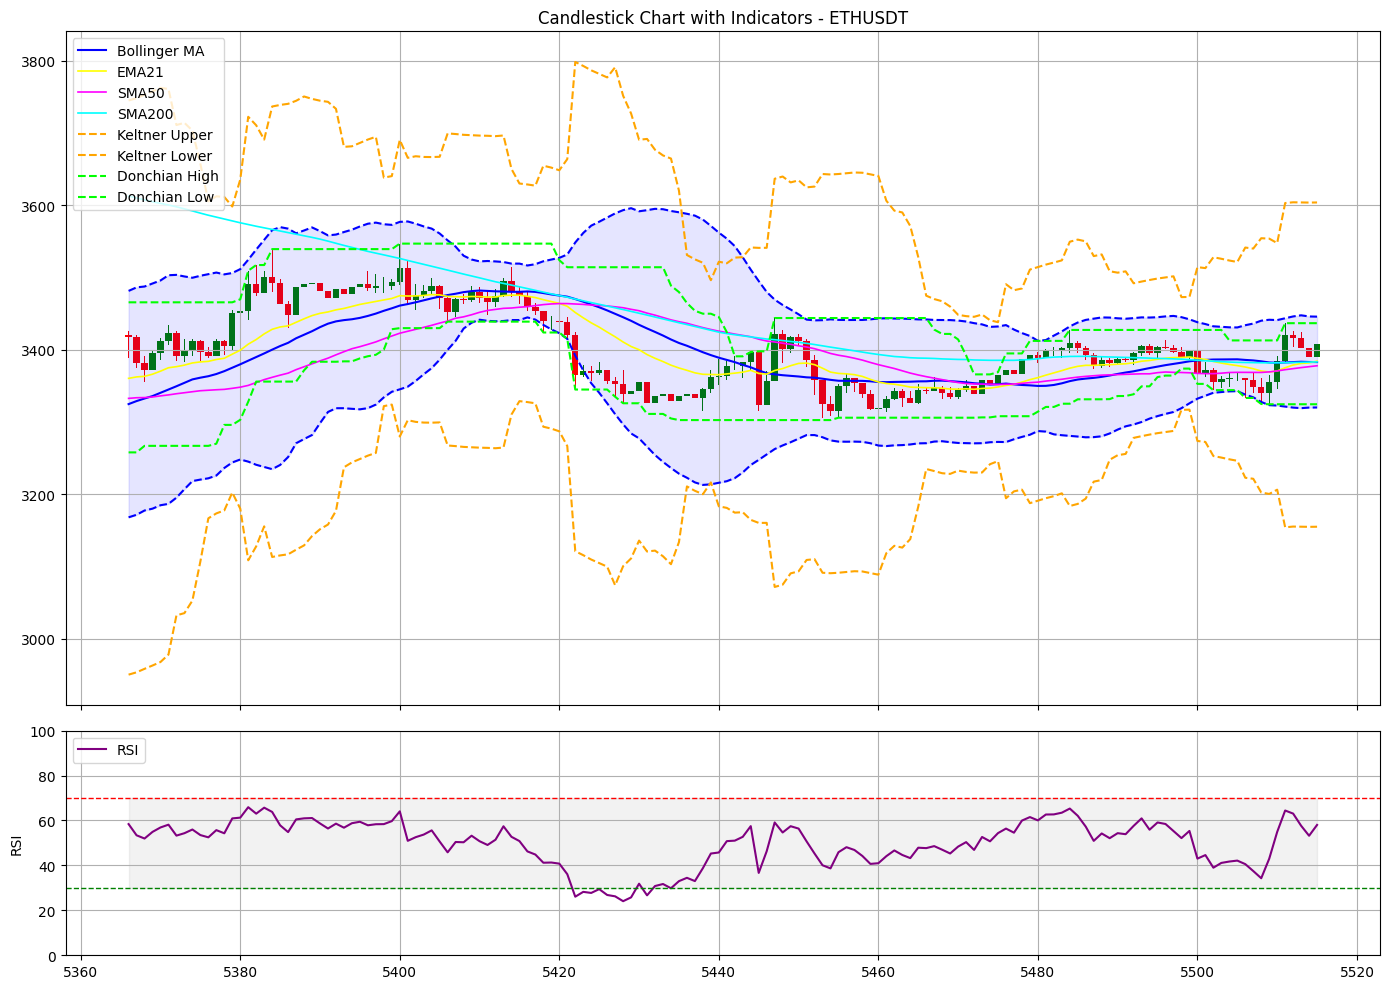 Candlestick Chart with Indicators - ETHUSDT
Bollinger MA
EMA21
SMA50
SMA200
Keltner Upper
Keltner Lower
Donchian High
Donchian Low
3800
3600
3400
3200
3000
RSI
RSI
100
80
60
40
20
0
5360 5380 5400 5420 5440 5460 5480 5500 5520